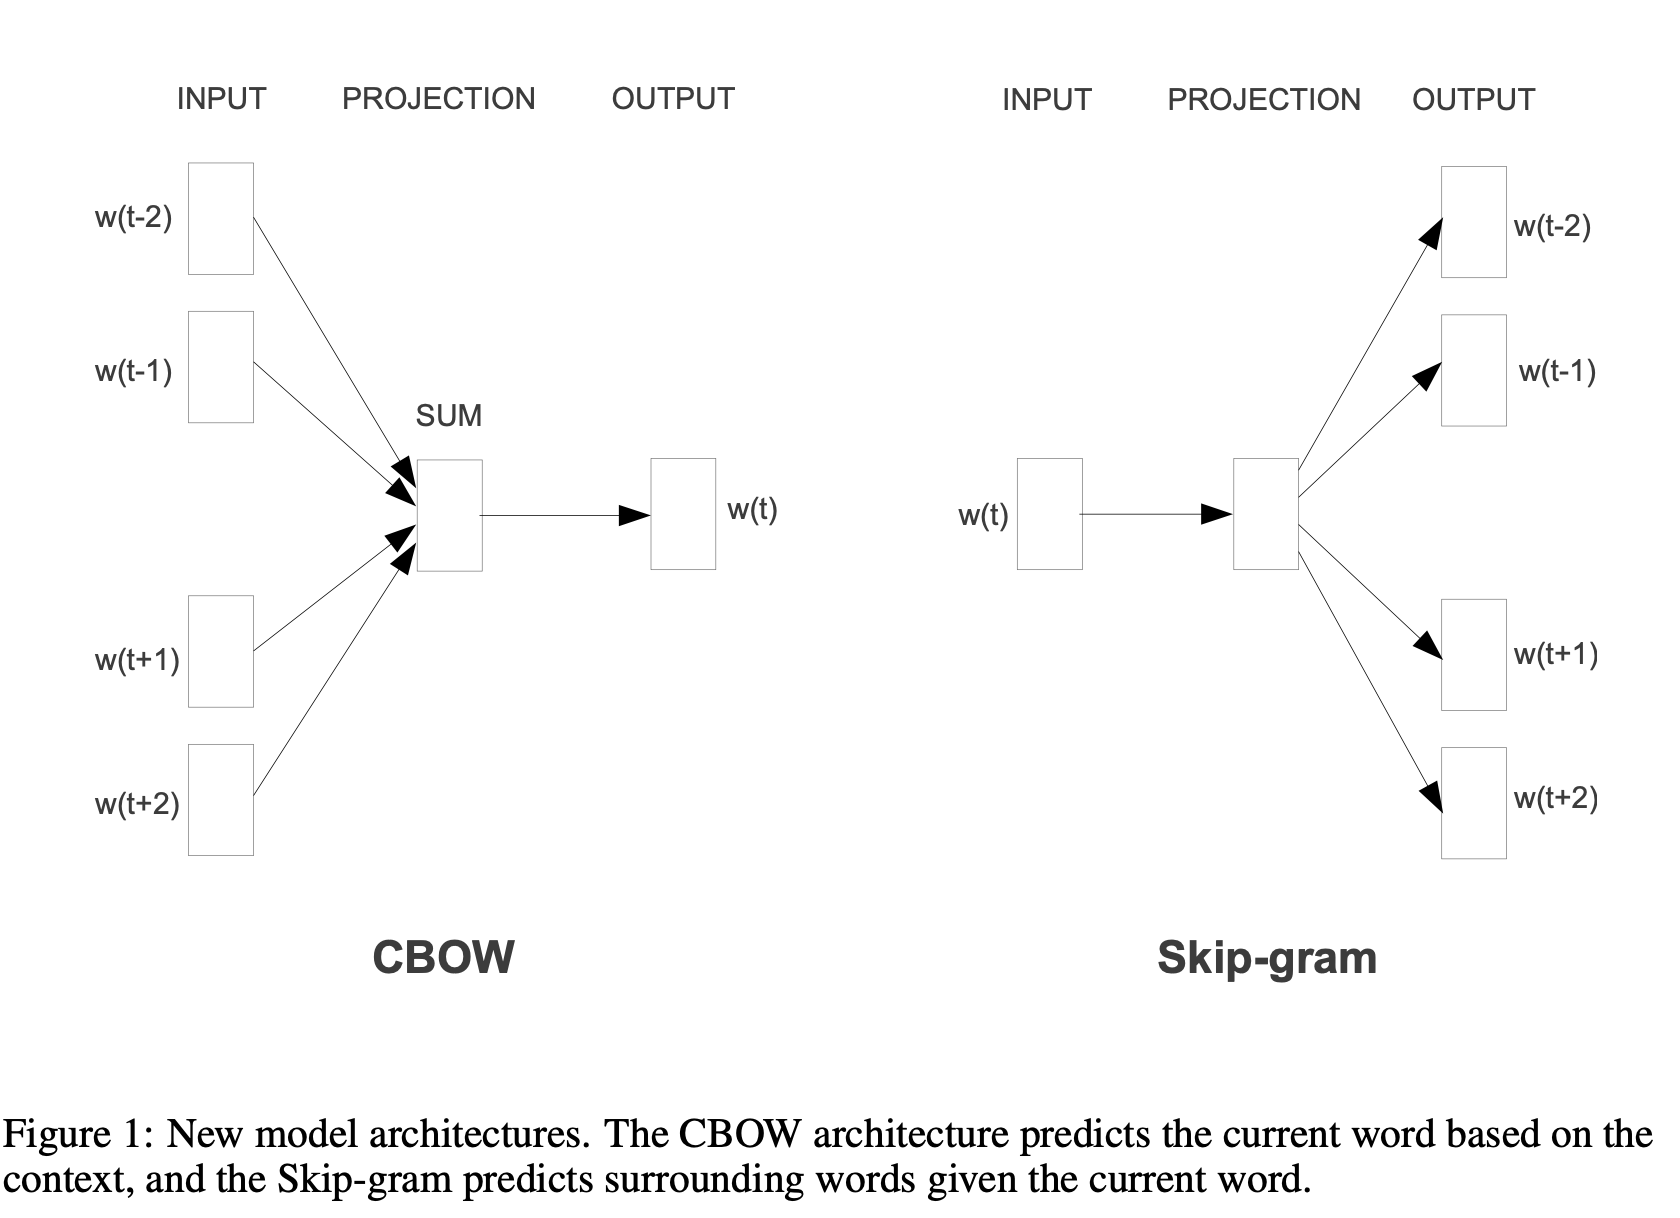 INPUT PROJECTION OUTPUT
w(t-2)
w(t-1)
SUM
w(t)
w(t+1)
w(t+2)
CBOW
INPUT PROJECTION OUTPUT
w(t-2)
w(t-1)
w(t)
w(t+1)
w(t+2)
Skip-gram
Figure 1: New model architectures. The CBOW architecture predicts the current word based on the
context, and the Skip-gram predicts surrounding words given the current word.